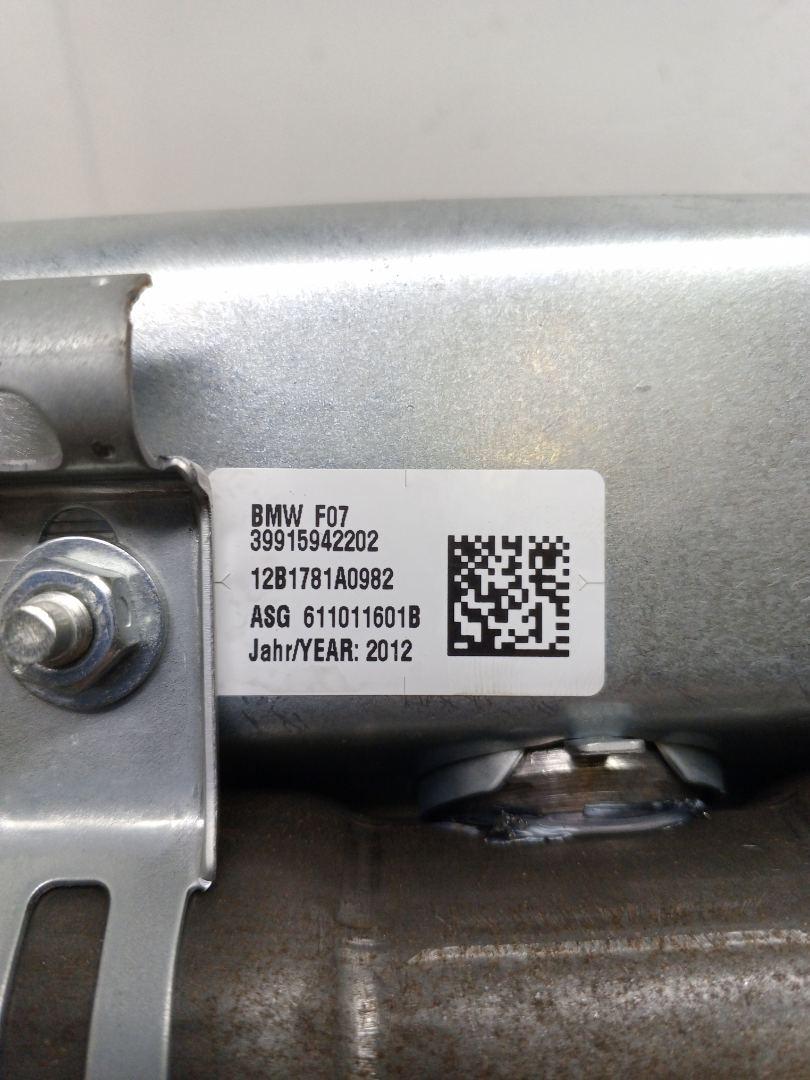 BMW F07
39915942202
12B1781A0982
ASG 611011601B
Jahr/YEAR: 2012